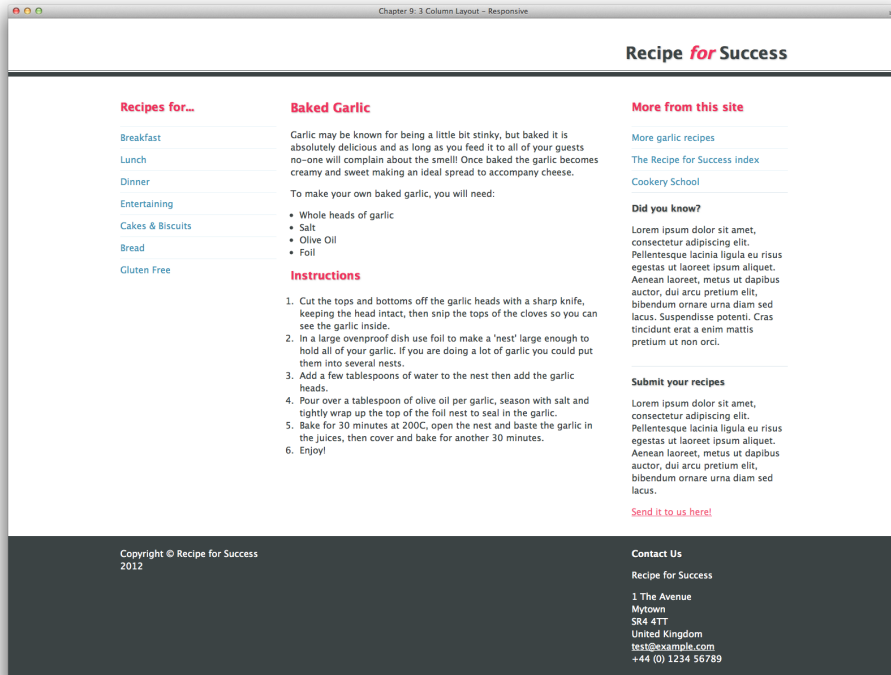 Chapter 9: 3 Column Layout – Responsive
Recipe for Success
Recipes for...
Breakfast
Lunch
Dinner
Entertaining
Cakes & Biscuits
Bread
Gluten Free
Baked Garlic
Garlic may be known for being a little bit stinky, but baked it is
absolutely delicious and as long as you feed it to all of your guests
no-one will complain about the smell! Once baked the garlic becomes
creamy and sweet making an ideal spread to accompany cheese.
To make your own baked garlic, you will need:
• Whole heads of garlic
• Salt
• Olive Oil
• Foil
Instructions
1. Cut the tops and bottoms off the garlic heads with a sharp knife,
keeping the head intact, then snip the tops of the cloves so you can
see the garlic inside.
2. In a large ovenproof dish use foil to make a 'nest' large enough to
hold all of your garlic. If you are doing a lot of garlic you could put
them into several nests.
3. Add a few tablespoons of water to the nest then add the garlic
heads.
4. Pour over a tablespoon of olive oil per garlic, season with salt and
tightly wrap up the top of the foil nest to seal in the garlic.
5. Bake for 30 minutes at 200C, open the nest and baste the garlic in
the juices, then cover and bake for another 30 minutes.
6. Enjoy!
More from this site
More garlic recipes
The Recipe for Success index
Cookery School
Did you know?
Lorem ipsum dolor sit amet,
consectetur adipiscing elit.
Pellentesque lacinia ligula eu risus
egestas ut laoreet ipsum aliquet.
Aenean laoreet, metus ut dapibus
auctor, dui arcu pretium elit,
bibendum ornare urna diam sed
lacus. Suspendisse potenti. Cras
tincidunt erat a enim mattis
pretium ut non orci.
Submit your recipes
Lorem ipsum dolor sit amet,
consectetur adipiscing elit.
Pellentesque lacinia ligula eu risus
egestas ut laoreet ipsum aliquet.
Aenean laoreet, metus ut dapibus
auctor, dui arcu pretium elit,
bibendum ornare urna diam sed
lacus.
Send it to us here!
Copyright © Recipe for Success
2012
Contact Us
Recipe for Success
1 The Avenue
Mytown
SR4 4TT
United Kingdom
test@example.com
+44 (0) 1234 56789